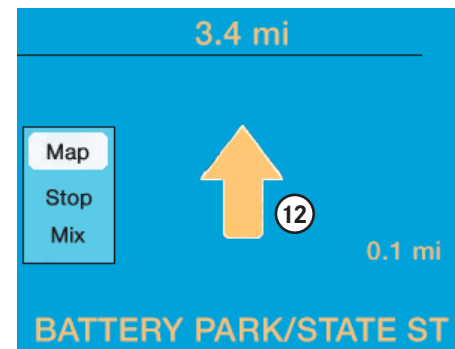 3.4 mi
Map
Stop
Mix
12
0.1 mi
BATTERY PARK/STATE ST